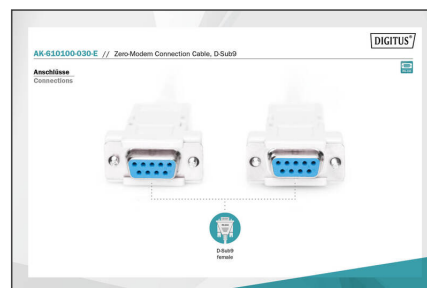 DIGITUS®
AK-610100-030-E // Zero-Modem Connection Cable, D-Sub9
Anschlüsse
Connections
D-Sub9
female